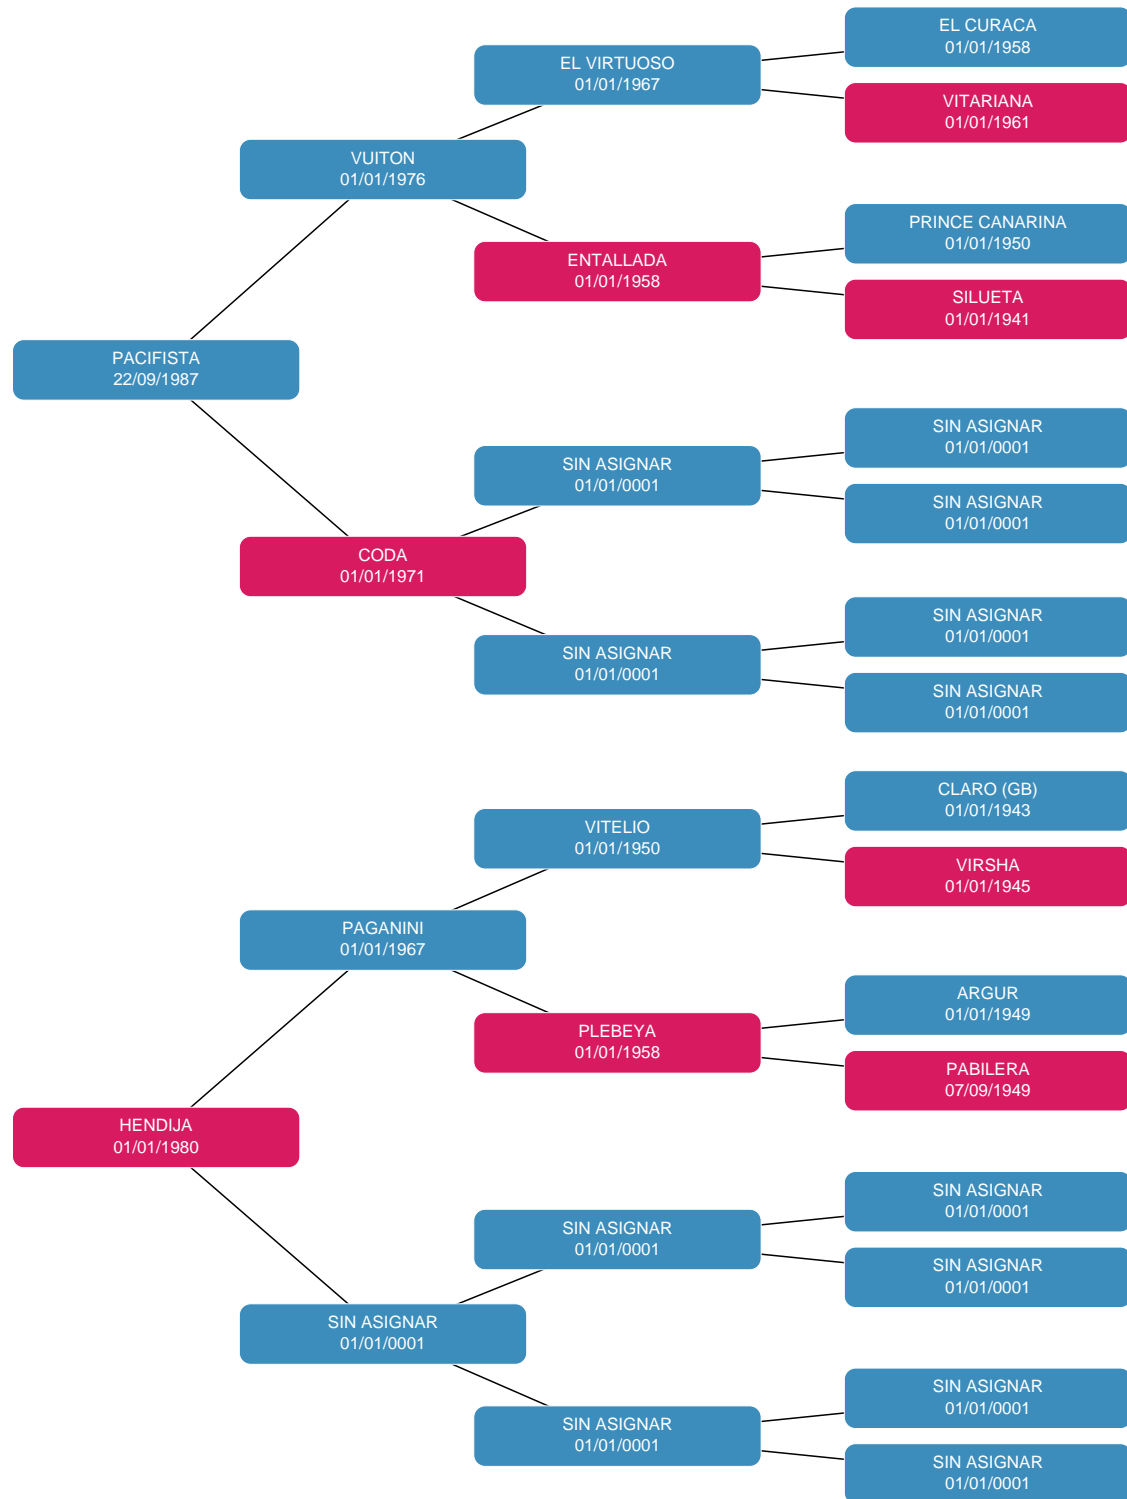 EL CURACA
01/01/1958
EL VIRTUOSO
01/01/1967
VITARIANA
01/01/1961
VUITON
01/01/1976
PRINCE CANARINA
01/01/1950
ENTALLADA
01/01/1958
SILUETA
01/01/1941
PACIFISTA
22/09/1987
SIN ASIGNAR
01/01/0001
SIN ASIGNAR
01/01/0001
SIN ASIGNAR
01/01/0001
CODA
01/01/1971
SIN ASIGNAR
01/01/0001
SIN ASIGNAR
01/01/0001
SIN ASIGNAR
01/01/0001
CLARO (GB)
01/01/1943
VITELIO
01/01/1950
VIRSHA
01/01/1945
PAGANINI
01/01/1967
ARGUR
01/01/1949
PLEBEYA
01/01/1958
PABILERA
07/09/1949
HENDIJA
01/01/1980
SIN ASIGNAR
01/01/0001
SIN ASIGNAR
01/01/0001
SIN ASIGNAR
01/01/0001
SIN ASIGNAR
01/01/0001
SIN ASIGNAR
01/01/0001
SIN ASIGNAR
01/01/0001
SIN ASIGNAR
01/01/0001